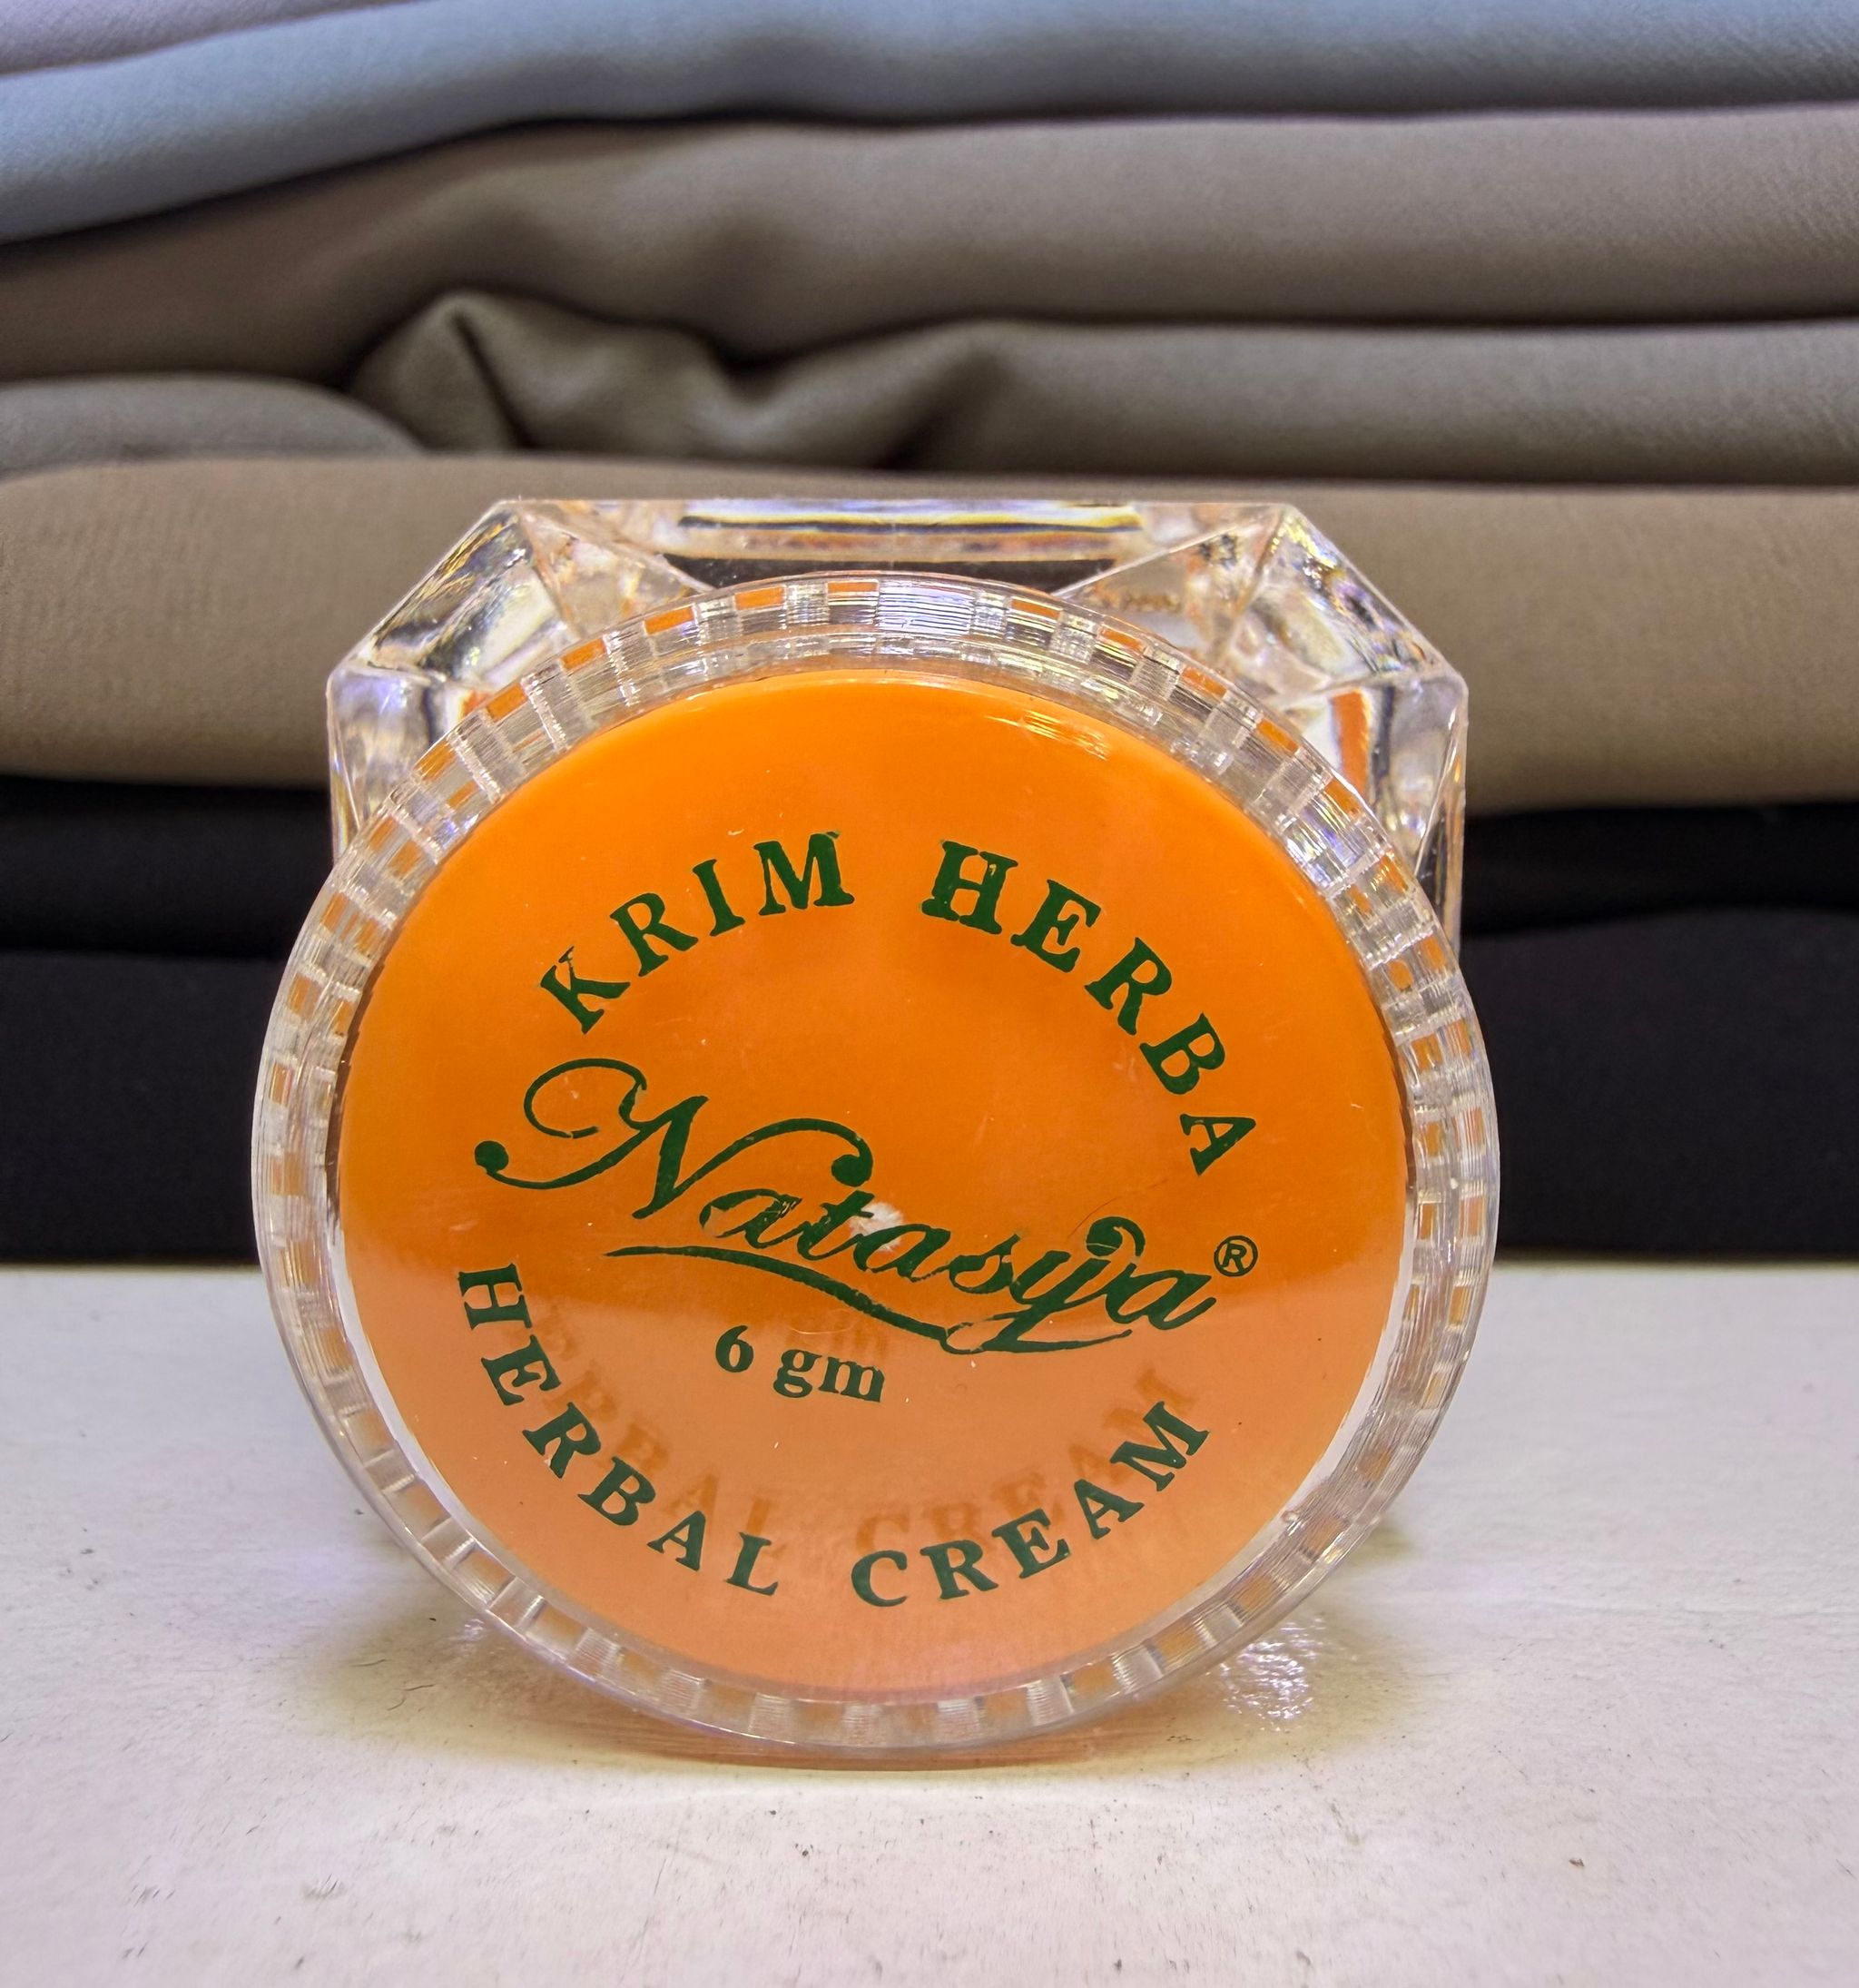 KRIM HERBA
Natasya®
6 gm
HERBAL CREAM